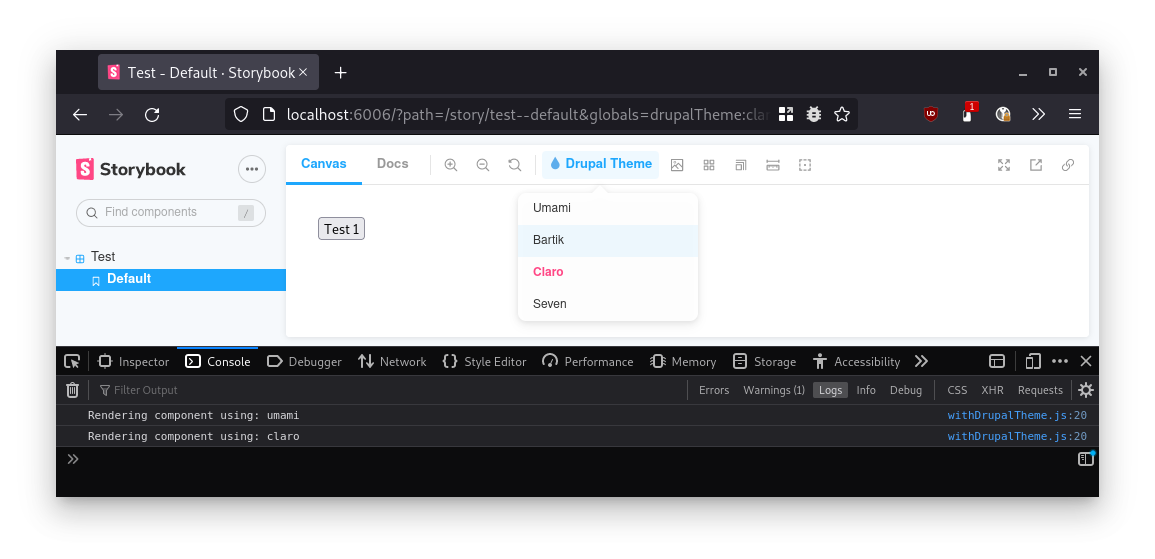 Test - Default · Storybook
localhost:6006/?path=/story/test--default&globals=drupalTheme:clar
1
Storybook
Canvas Docs Drupal Theme
Find components /
Test
Default
Test 1
Umami
Bartik
Claro
Seven
Inspector Console Debugger Network Style Editor Performance Memory Storage Accessibility
Filter Output Errors Warnings (1) Logs Info Debug CSS XHR Requests
Rendering component using: umami withDrupalTheme.js:20
Rendering component using: claro withDrupalTheme.js:20